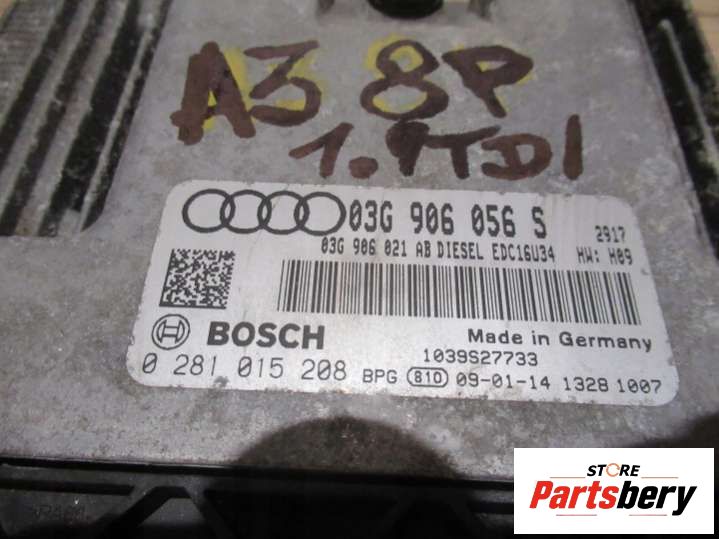 A3 8P
1.9TDI
03G 906 056 S 2917
03G 906 021 AB DIESEL EDC16U34 HW: H09
BOSCH Made in Germany
1039S27733
0 281 015 208 BPG 810 09-01-14 1328 1007
STORE
Partsbery